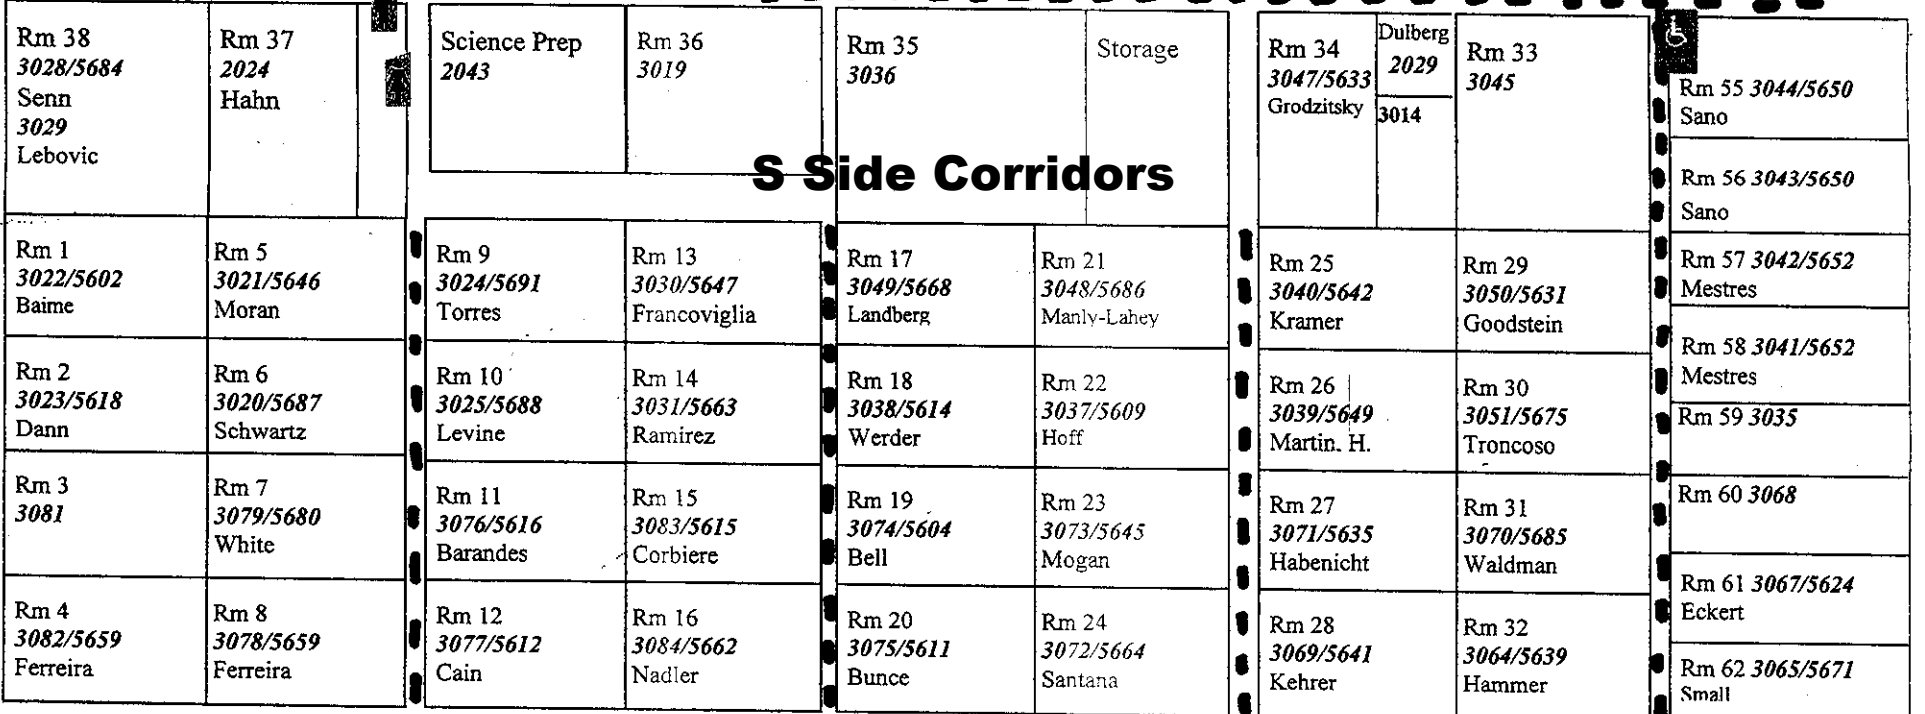 Rm 38
3028/5684
Senn
3029
Lebovic
Rm 37
2024
Hahn
Science Prep
2043
Rm 36
3019
Rm 35
3036
Storage
Rm 34
3047/5633
Grodzitsky
Dulberg
2029
3014
Rm 33
3045
Rm 55 3044/5650
Sano
Rm 56 3043/5650
Sano
S Side Corridors
Rm 1
3022/5602
Baime
Rm 5
3021/5646
Moran
Rm 9
3024/5691
Torres
Rm 13
3030/5647
Francoviglia
Rm 17
3049/5668
Landberg
Rm 21
3048/5686
Manly-Lahey
Rm 25
3040/5642
Kramer
Rm 29
3050/5631
Goodstein
Rm 57 3042/5652
Mestres
Rm 2
3023/5618
Dann
Rm 6
3020/5687
Schwartz
Rm 10
3025/5688
Levine
Rm 14
3031/5663
Ramirez
Rm 18
3038/5614
Werder
Rm 22
3037/5609
Hoff
Rm 26
3039/5649
Martin. H.
Rm 30
3051/5675
Troncoso
Rm 58 3041/5652
Mestres
Rm 59 3035
Rm 3
3081
Rm 7
3079/5680
White
Rm 11
3076/5616
Barandes
Rm 15
3083/5615
Corbiere
Rm 19
3074/5604
Bell
Rm 23
3073/5645
Mogan
Rm 27
3071/5635
Habenicht
Rm 31
3070/5685
Waldman
Rm 60 3068
Rm 4
3082/5659
Ferreira
Rm 8
3078/5659
Ferreira
Rm 12
3077/5612
Cain
Rm 16
3084/5662
Nadler
Rm 20
3075/5611
Bunce
Rm 24
3072/5664
Santana
Rm 28
3069/5641
Kehrer
Rm 32
3064/5639
Hammer
Rm 61 3067/5624
Eckert
Rm 62 3065/5671
Small